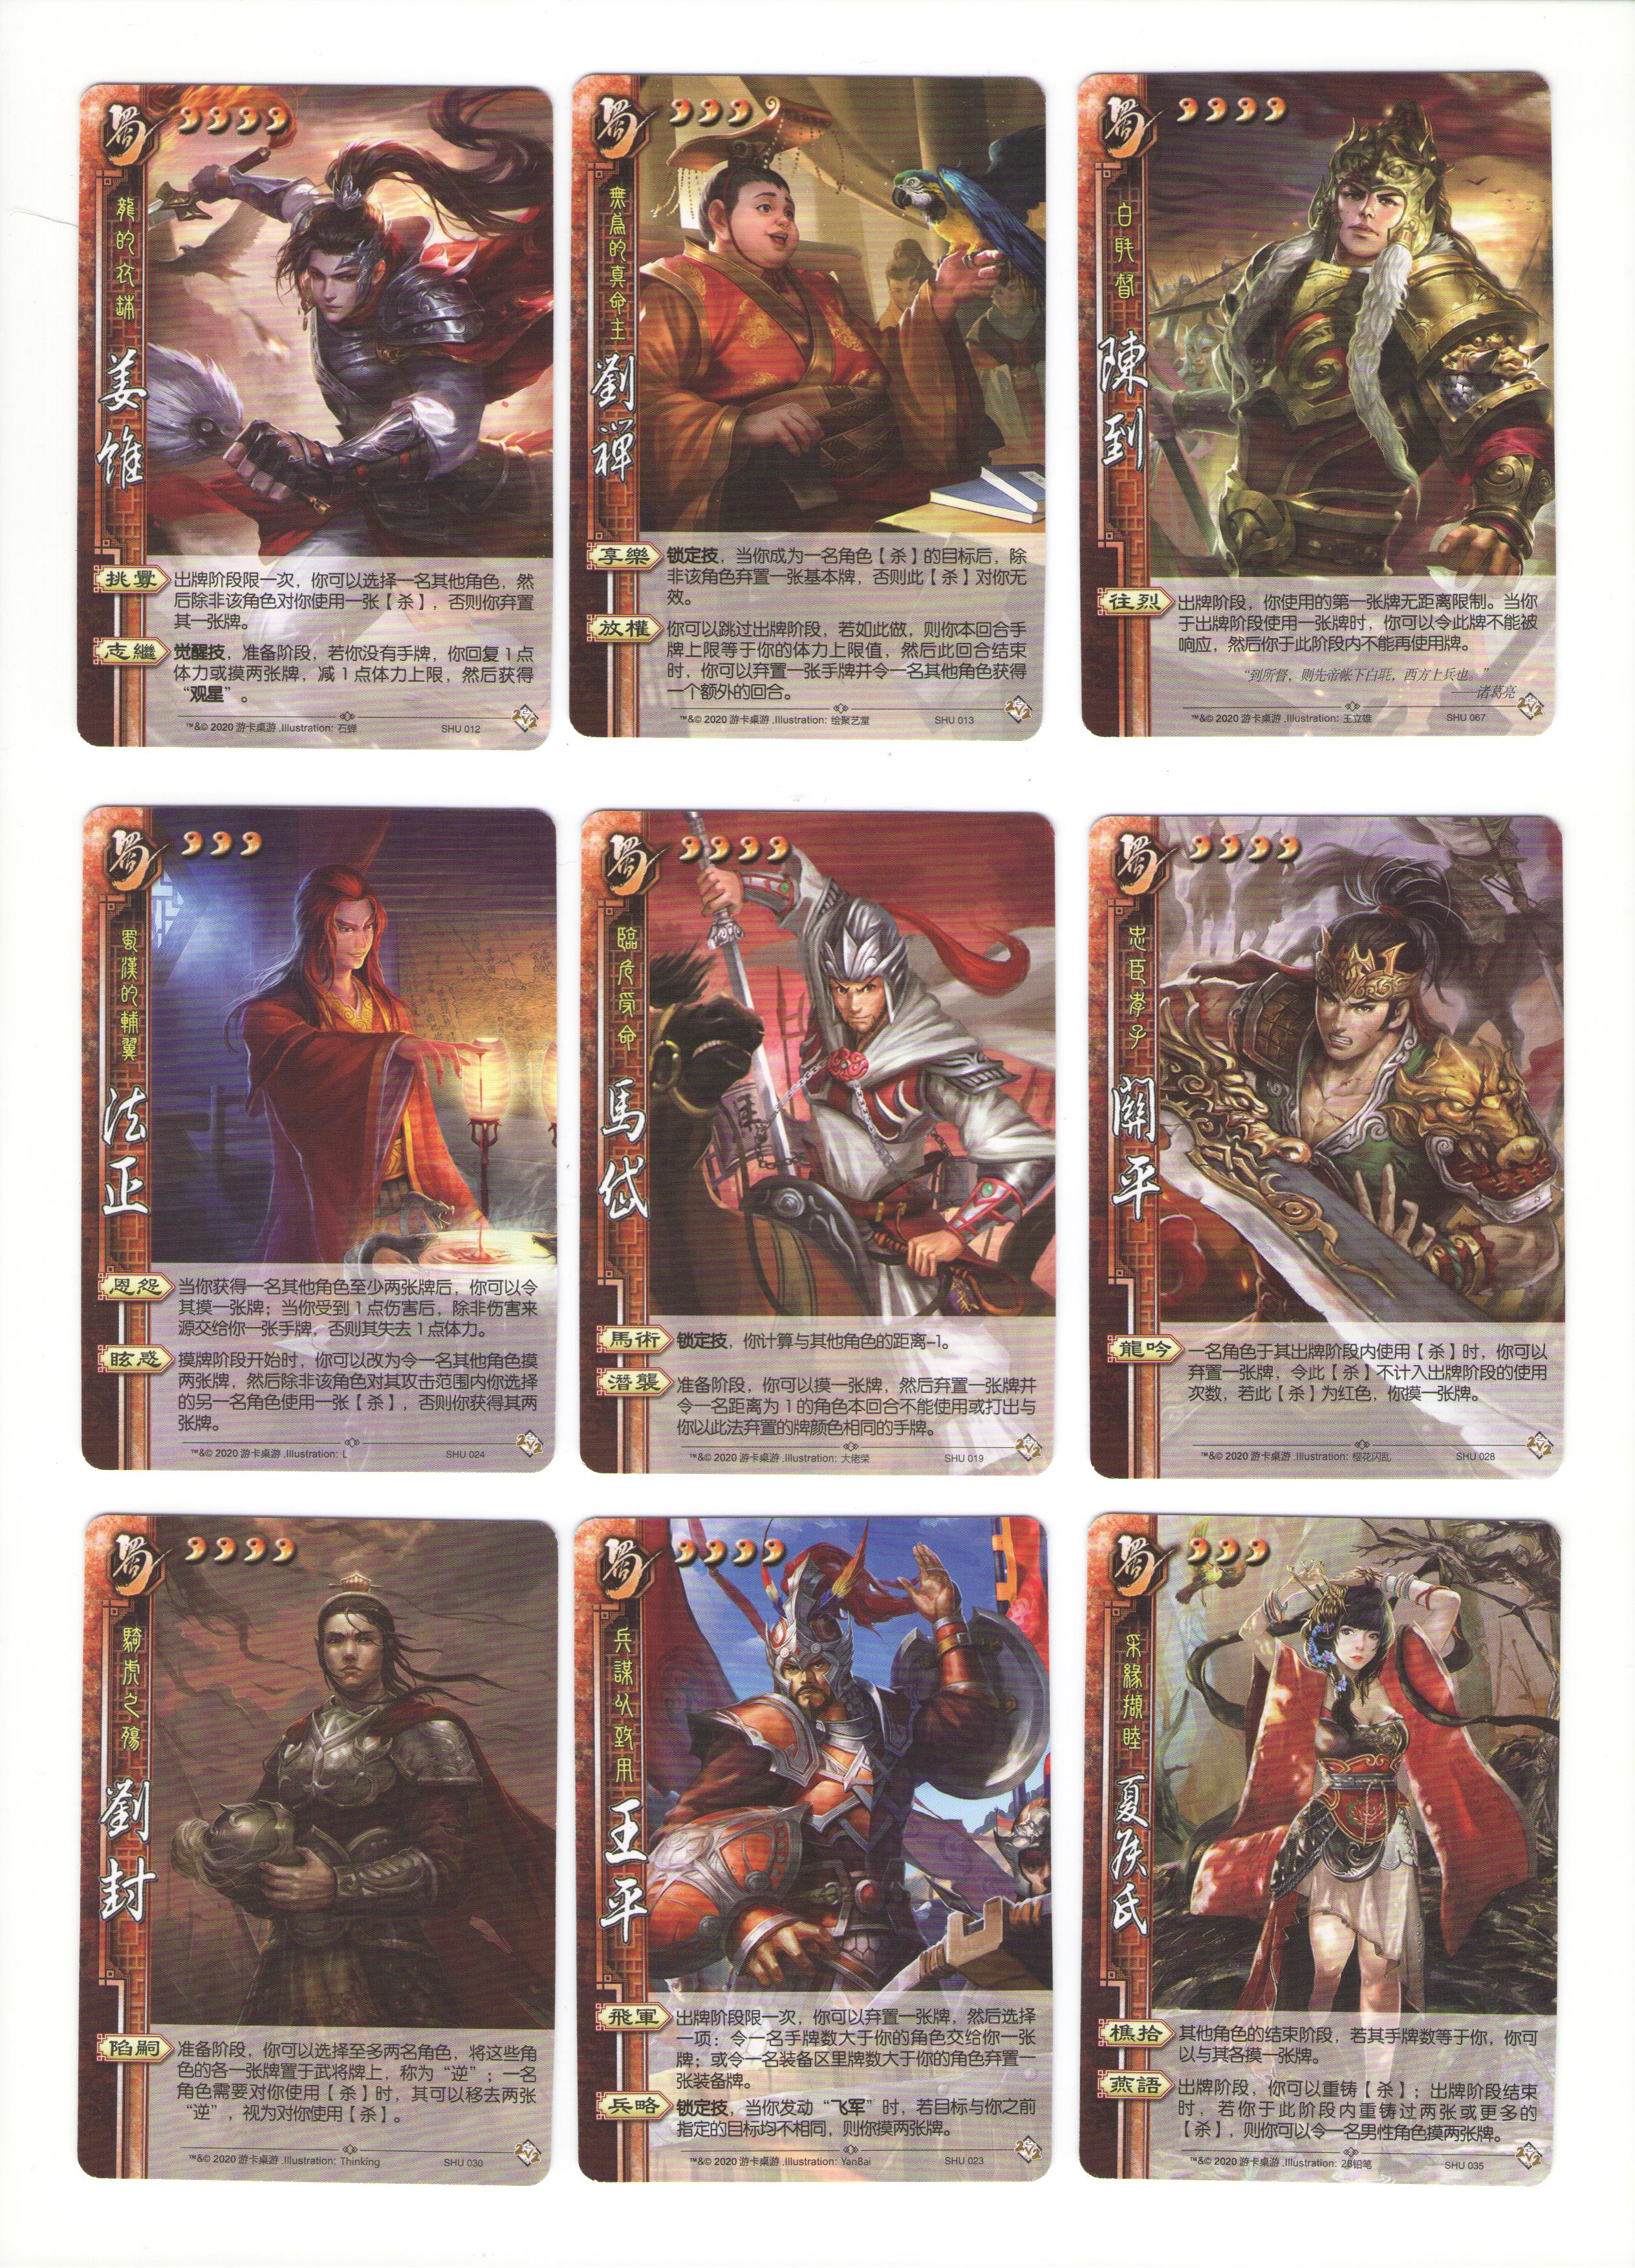 蜀
龍的衣鉢
姜維
挑釁
出牌阶段限一次，你可以选择一名其他角色，然
后除非该角色对你使用一张【杀】，否则你弃置
其一张牌。
志繼
觉醒技，准备阶段，若你没有手牌，你回复1点
体力或摸两张牌，减1点体力上限，然后获得
“观星”。
™&© 2020 游卡桌游 .Illustration: 石蝉
SHU 012
2V2
蜀
無為的真命主
劉禪
享樂
锁定技，当你成为一名角色【杀】的目标后，除
非该角色弃置一张基本牌，否则此【杀】对你无
效。
放權
你可以跳过出牌阶段，若如此做，则你本回合手
牌上限等于你的体力上限值，然后此回合结束
时，你可以弃置一张手牌并令一名其他角色获得
一个额外的回合。
™&© 2020 游卡桌游 .Illustration: 绘聚艺堂
SHU 013
2V2
蜀
白毦督
陳到
往烈
出牌阶段，你使用的第一张牌无距离限制。当你
于出牌阶段使用一张牌时，你可以令此牌不能被
响应，然后你于此阶段内不能再使用牌。
“到所督，则先帝帐下白毦，西方上兵也。”
——诸葛亮
™&© 2020 游卡桌游 .Illustration: 王立雄
SHU 067
2V2
蜀
蜀漢的輔翼
法正
恩怨
当你获得一名其他角色至少两张牌后，你可以令
其摸一张牌；当你受到1点伤害后，除非伤害来
源交给你一张手牌，否则其失去1点体力。
眩惑
摸牌阶段开始时，你可以改为令一名其他角色摸
两张牌，然后除非该角色对其攻击范围内你选择
的另一名角色使用一张【杀】，否则你获得其两
张牌。
™&© 2020 游卡桌游 .Illustration: L
SHU 024
2V2
蜀
臨危受命
馬岱
馬術
锁定技，你计算与其他角色的距离-1。
潛襲
准备阶段，你可以摸一张牌，然后弃置一张牌并
令一名距离为1的角色本回合不能使用或打出与
你以此法弃置的牌颜色相同的手牌。
™&© 2020 游卡桌游 .Illustration: 大佬荣
SHU 019
2V2
蜀
忠臣孝子
關平
龍吟
一名角色于其出牌阶段内使用【杀】时，你可以
弃置一张牌，令此【杀】不计入出牌阶段的使用
次数，若此【杀】为红色，你摸一张牌。
™&© 2020 游卡桌游 .Illustration: 樱花闪乱
SHU 028
2V2
蜀
騎虎之殤
劉封
陷嗣
准备阶段，你可以选择至多两名角色，将这些角
色的各一张牌置于武将牌上，称为“逆”；一名
角色需要对你使用【杀】时，其可以移去两张
“逆”，视为对你使用【杀】。
™&© 2020 游卡桌游 .Illustration: Thinking
SHU 030
2V2
蜀
兵謀以致用
王平
飛軍
出牌阶段限一次，你可以弃置一张牌，然后选择
一项：令一名手牌数大于你的角色交给你一张
牌；或令一名装备区里牌数大于你的角色弃置一
张装备牌。
兵略
锁定技，当你发动“飞军”时，若目标与你之前
指定的目标均不相同，则你摸两张牌。
™&© 2020 游卡桌游 .Illustration: YanBai
SHU 023
2V2
蜀
采緣擷睦
夏侯氏
樵拾
其他角色的结束阶段，若其手牌数等于你，你可
以与其各摸一张牌。
燕語
出牌阶段，你可以重铸【杀】；出牌阶段结束
时，若你于此阶段内重铸过两张或更多的
【杀】，则你可以令一名男性角色摸两张牌。
™&© 2020 游卡桌游 .Illustration: 2B铅笔
SHU 035
2V2